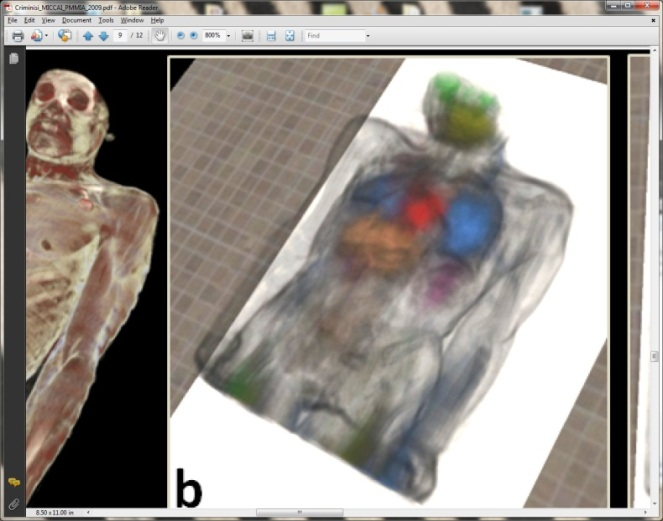 Criminisi_MICCAI_PMMIA_2009.pdf - Adobe Reader
File Edit View Document Tools Window Help
9 / 12 800% Find
b
8.50 x 11.00 in